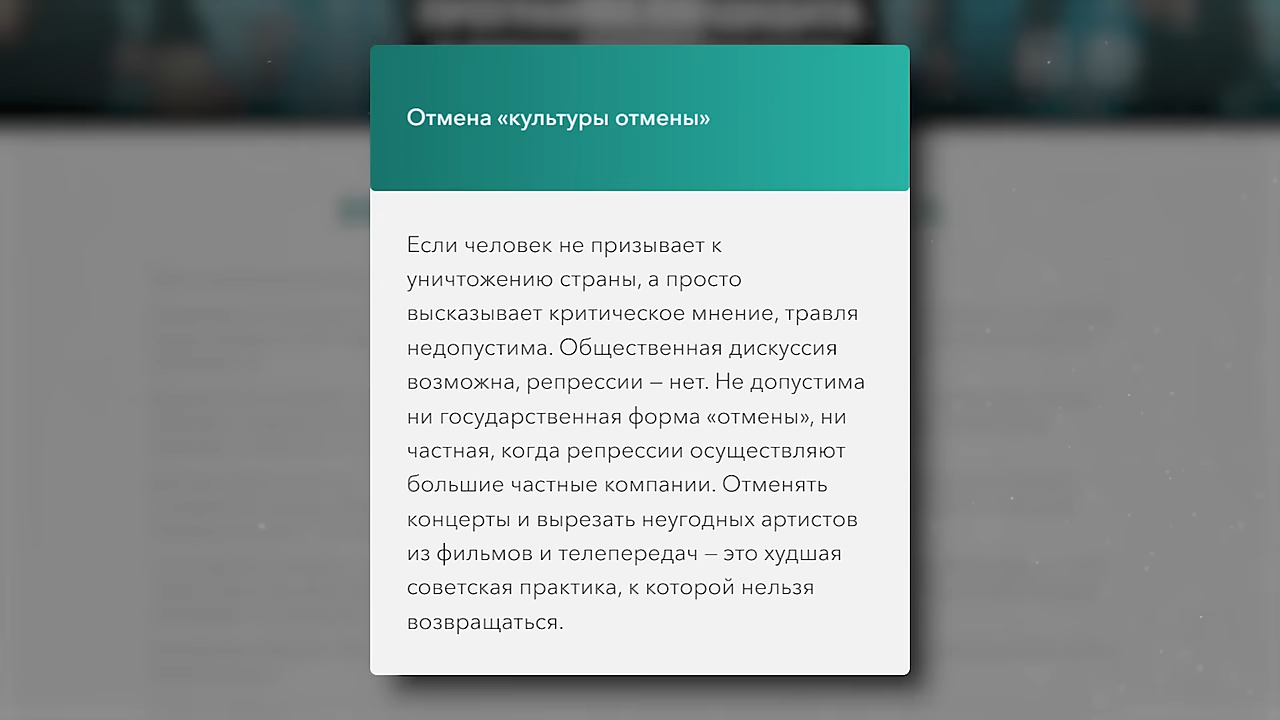 Отмена «культуры отмены»
Если человек не призывает к
уничтожению страны, а просто
высказывает критическое мнение, травля
недопустима. Общественная дискуссия
возможна, репрессии — нет. Не допустима
ни государственная форма «отмены», ни
частная, когда репрессии осуществляют
большие частные компании. Отменять
концерты и вырезать неугодных артистов
из фильмов и телепередач — это худшая
советская практика, к которой нельзя
возвращаться.